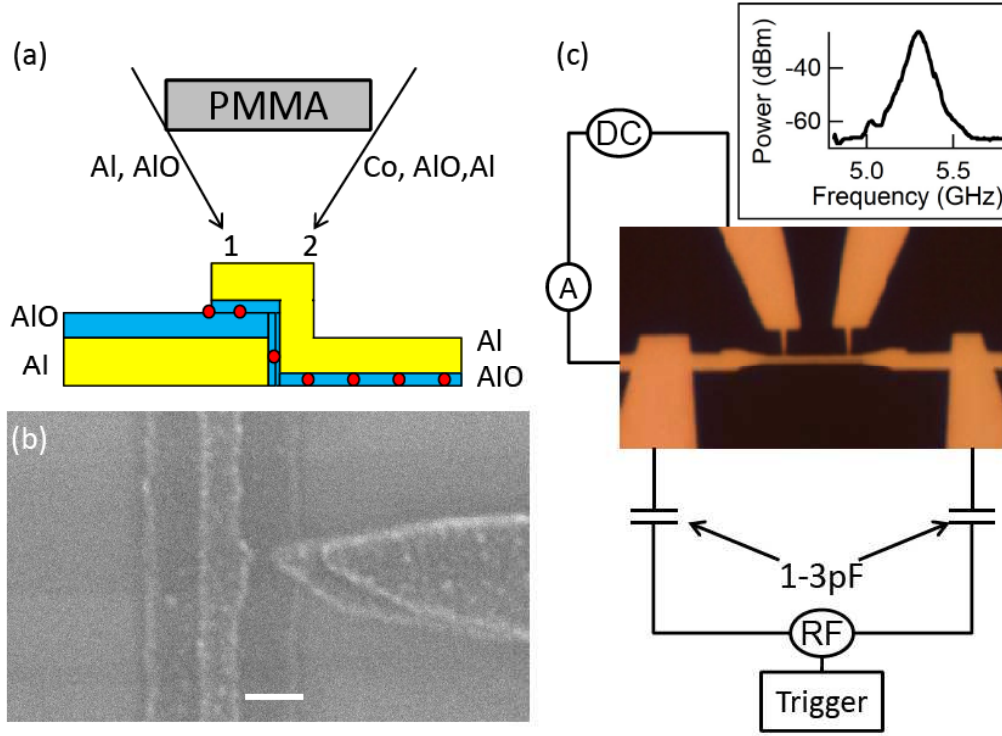 (a)
PMMA
Al, AlO
Co, AlO,Al
1
2
AlO
Al
Al
AlO
(b)
(c)
DC
A
Power (dBm)
-40
-60
5.0
5.5
Frequency (GHz)
1-3pF
RF
Trigger